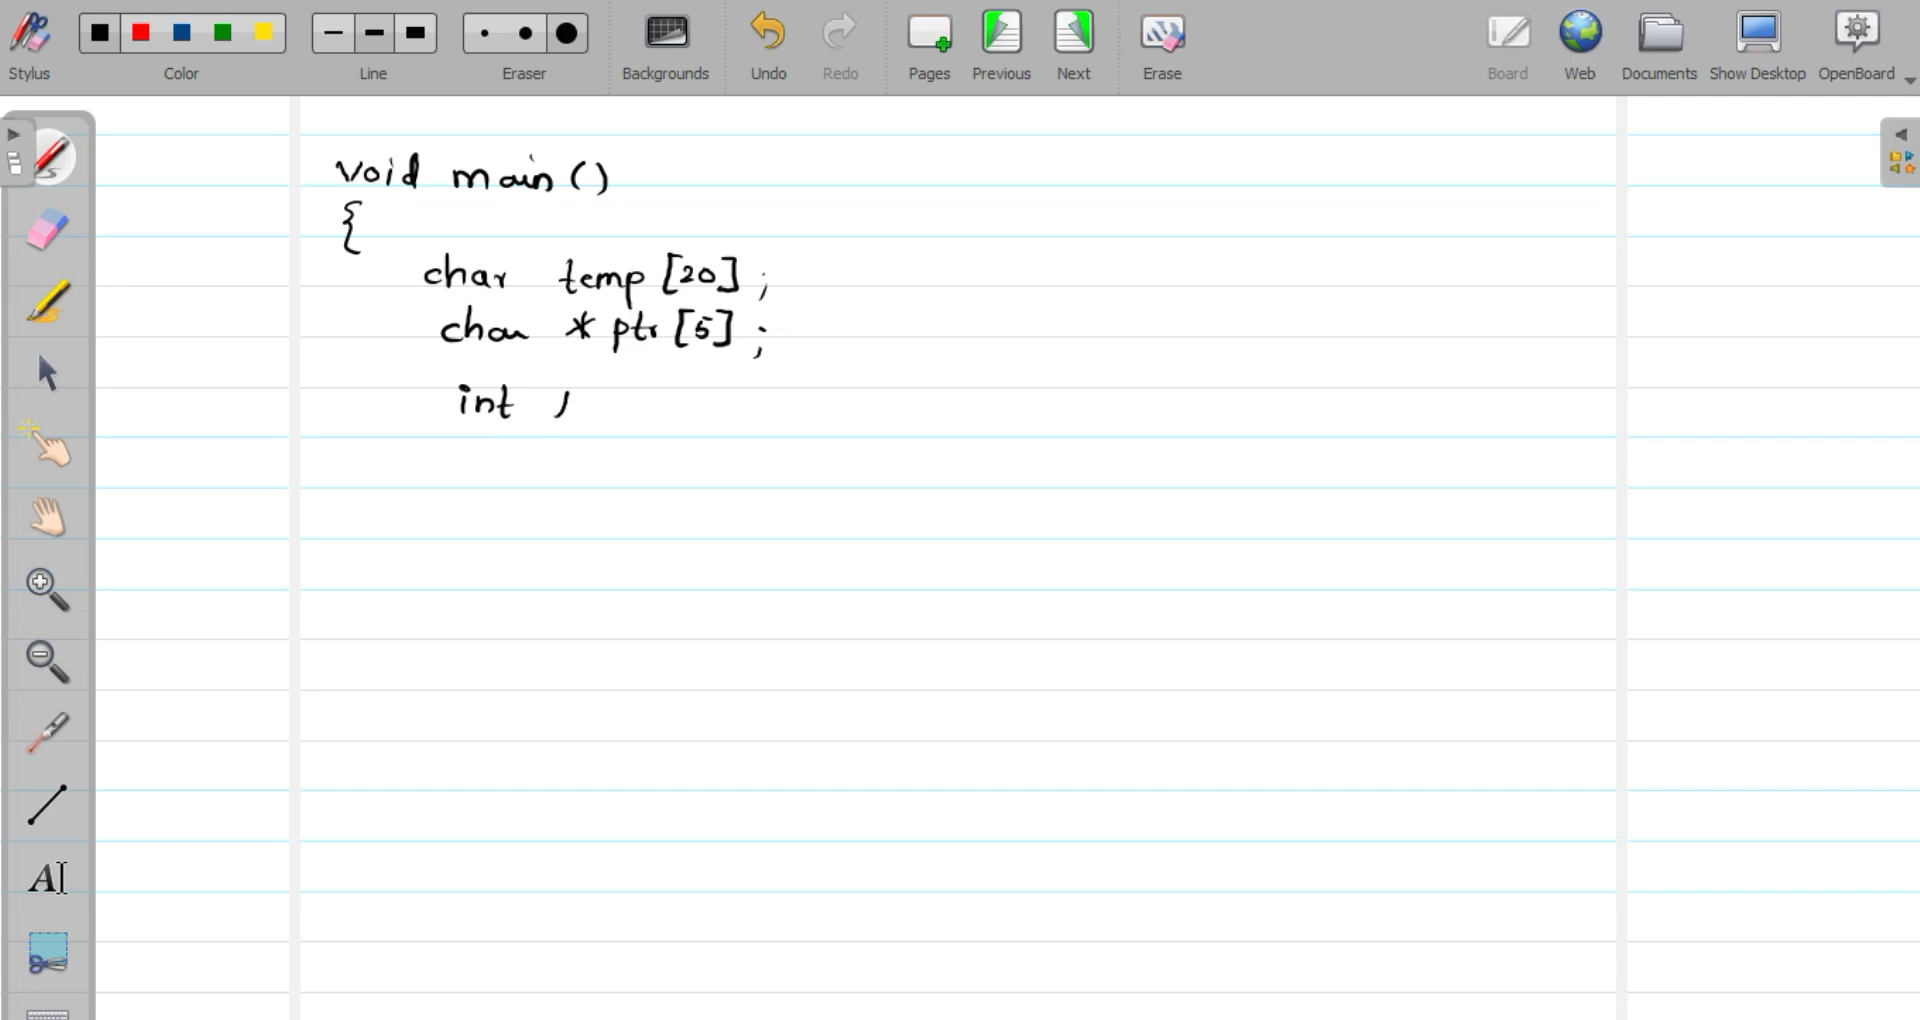 Stylus Color Line Eraser Backgrounds Undo Redo Pages Previous Next Erase Board Web Documents Show Desktop OpenBoard
void main()
{
char temp [20] ;
char * ptr [5] ;
int